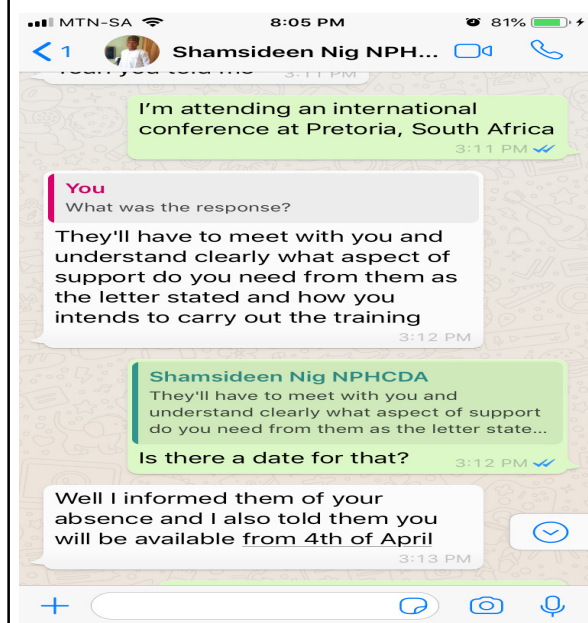 MTN-SA 8:05 PM 81%
1 Shamsideen Nig NPH...
3:11 PM
I'm attending an international
conference at Pretoria, South Africa
3:11 PM
You
What was the response?
They'll have to meet with you and
understand clearly what aspect of
support do you need from them as
the letter stated and how you
intends to carry out the training
3:12 PM
Shamsideen Nig NPHCDA
They'll have to meet with you and
understand clearly what aspect of support
do you need from them as the letter state...
Is there a date for that? 3:12 PM
Well I informed them of your
absence and I also told them you
will be available from 4th of April
3:13 PM